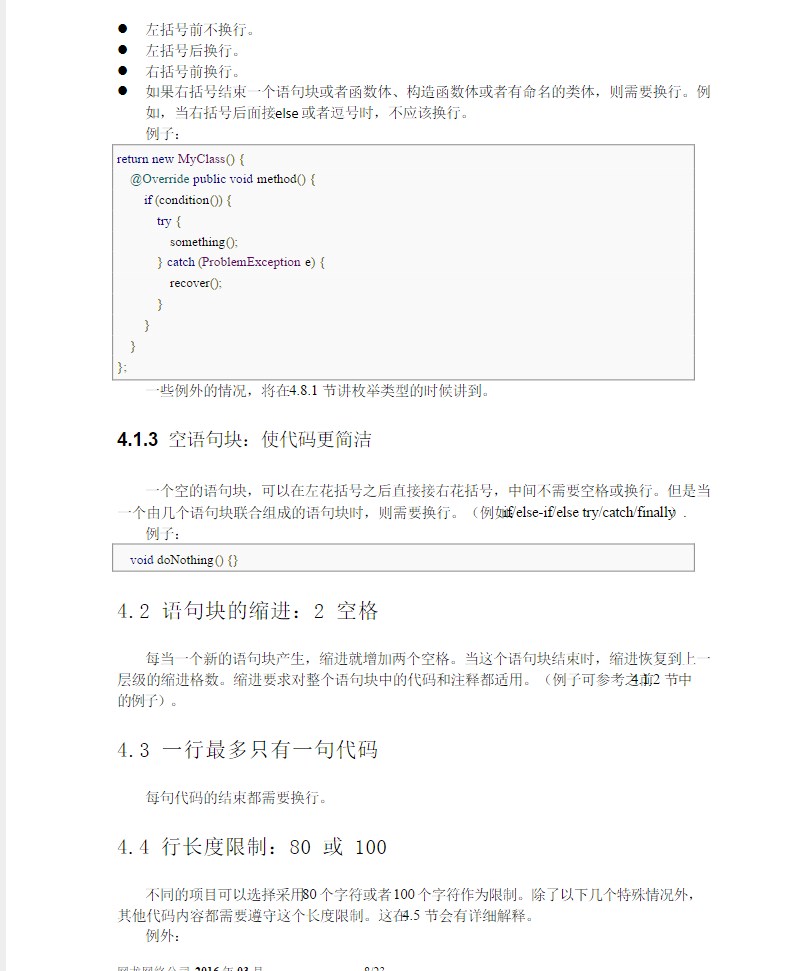 ● 左括号前不换行。
● 左括号后换行。
● 右括号前换行。
● 如果右括号结束一个语句块或者函数体、构造函数体或者有命名的类体，则需要换行。例
如，当右括号后面接else 或者逗号时，不应该换行。
例子：
return new MyClass() {
  @Override public void method() {
    if (condition()) {
      try {
        something();
      } catch (ProblemException e) {
        recover();
      }
    }
  }
};
一些例外的情况，将在4.8.1 节讲枚举类型的时候讲到。
4.1.3 空语句块：使代码更简洁
一个空的语句块，可以在左花括号之后直接接右花括号，中间不需要空格或换行。但是当
一个由几个语句块联合组成的语句块时，则需要换行。（例如if/else-if/else try/catch/finally）.
例子：
void doNothing() {}
4.2 语句块的缩进：2 空格
每当一个新的语句块产生，缩进就增加两个空格。当这个语句块结束时，缩进恢复到上一
层级的缩进格数。缩进要求对整个语句块中的代码和注释都适用。（例子可参考之前4.1.2 节中
的例子）。
4.3 一行最多只有一句代码
每句代码的结束都需要换行。
4.4 行长度限制：80 或 100
不同的项目可以选择采用80 个字符或者 100 个字符作为限制。除了以下几个特殊情况外，
其他代码内容都需要遵守这个长度限制。这在4.5 节会有详细解释。
例外：
网龙网络公司 2016 年 03 月 8/23